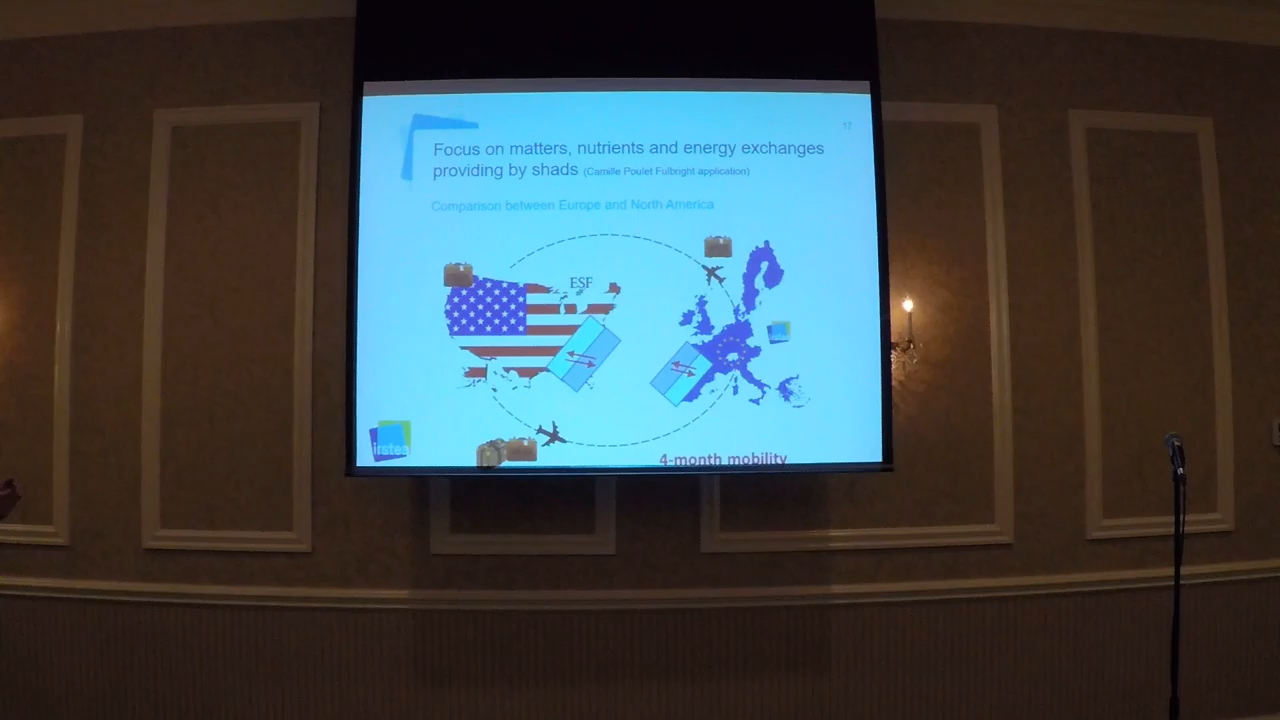 17
Focus on matters, nutrients and energy exchanges
providing by shads (Camille Poulet Fulbright application)
Comparison between Europe and North America
ESF
irstea
4-month mobility